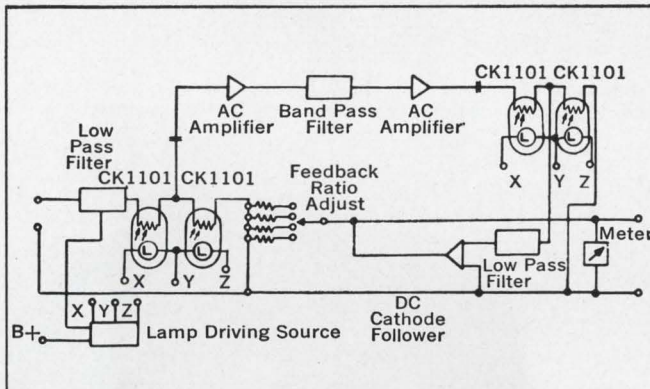 CK1101 CK1101
AC
Amplifier
Band Pass
Filter
AC
Amplifier
X Y Z
Low
Pass
Filter
CK1101 CK1101
Feedback
Ratio
Adjust
L L
L L
X Y Z
Meter
Low Pass
Filter
DC
Cathode
Follower
X Y Z
B+
Lamp Driving Source